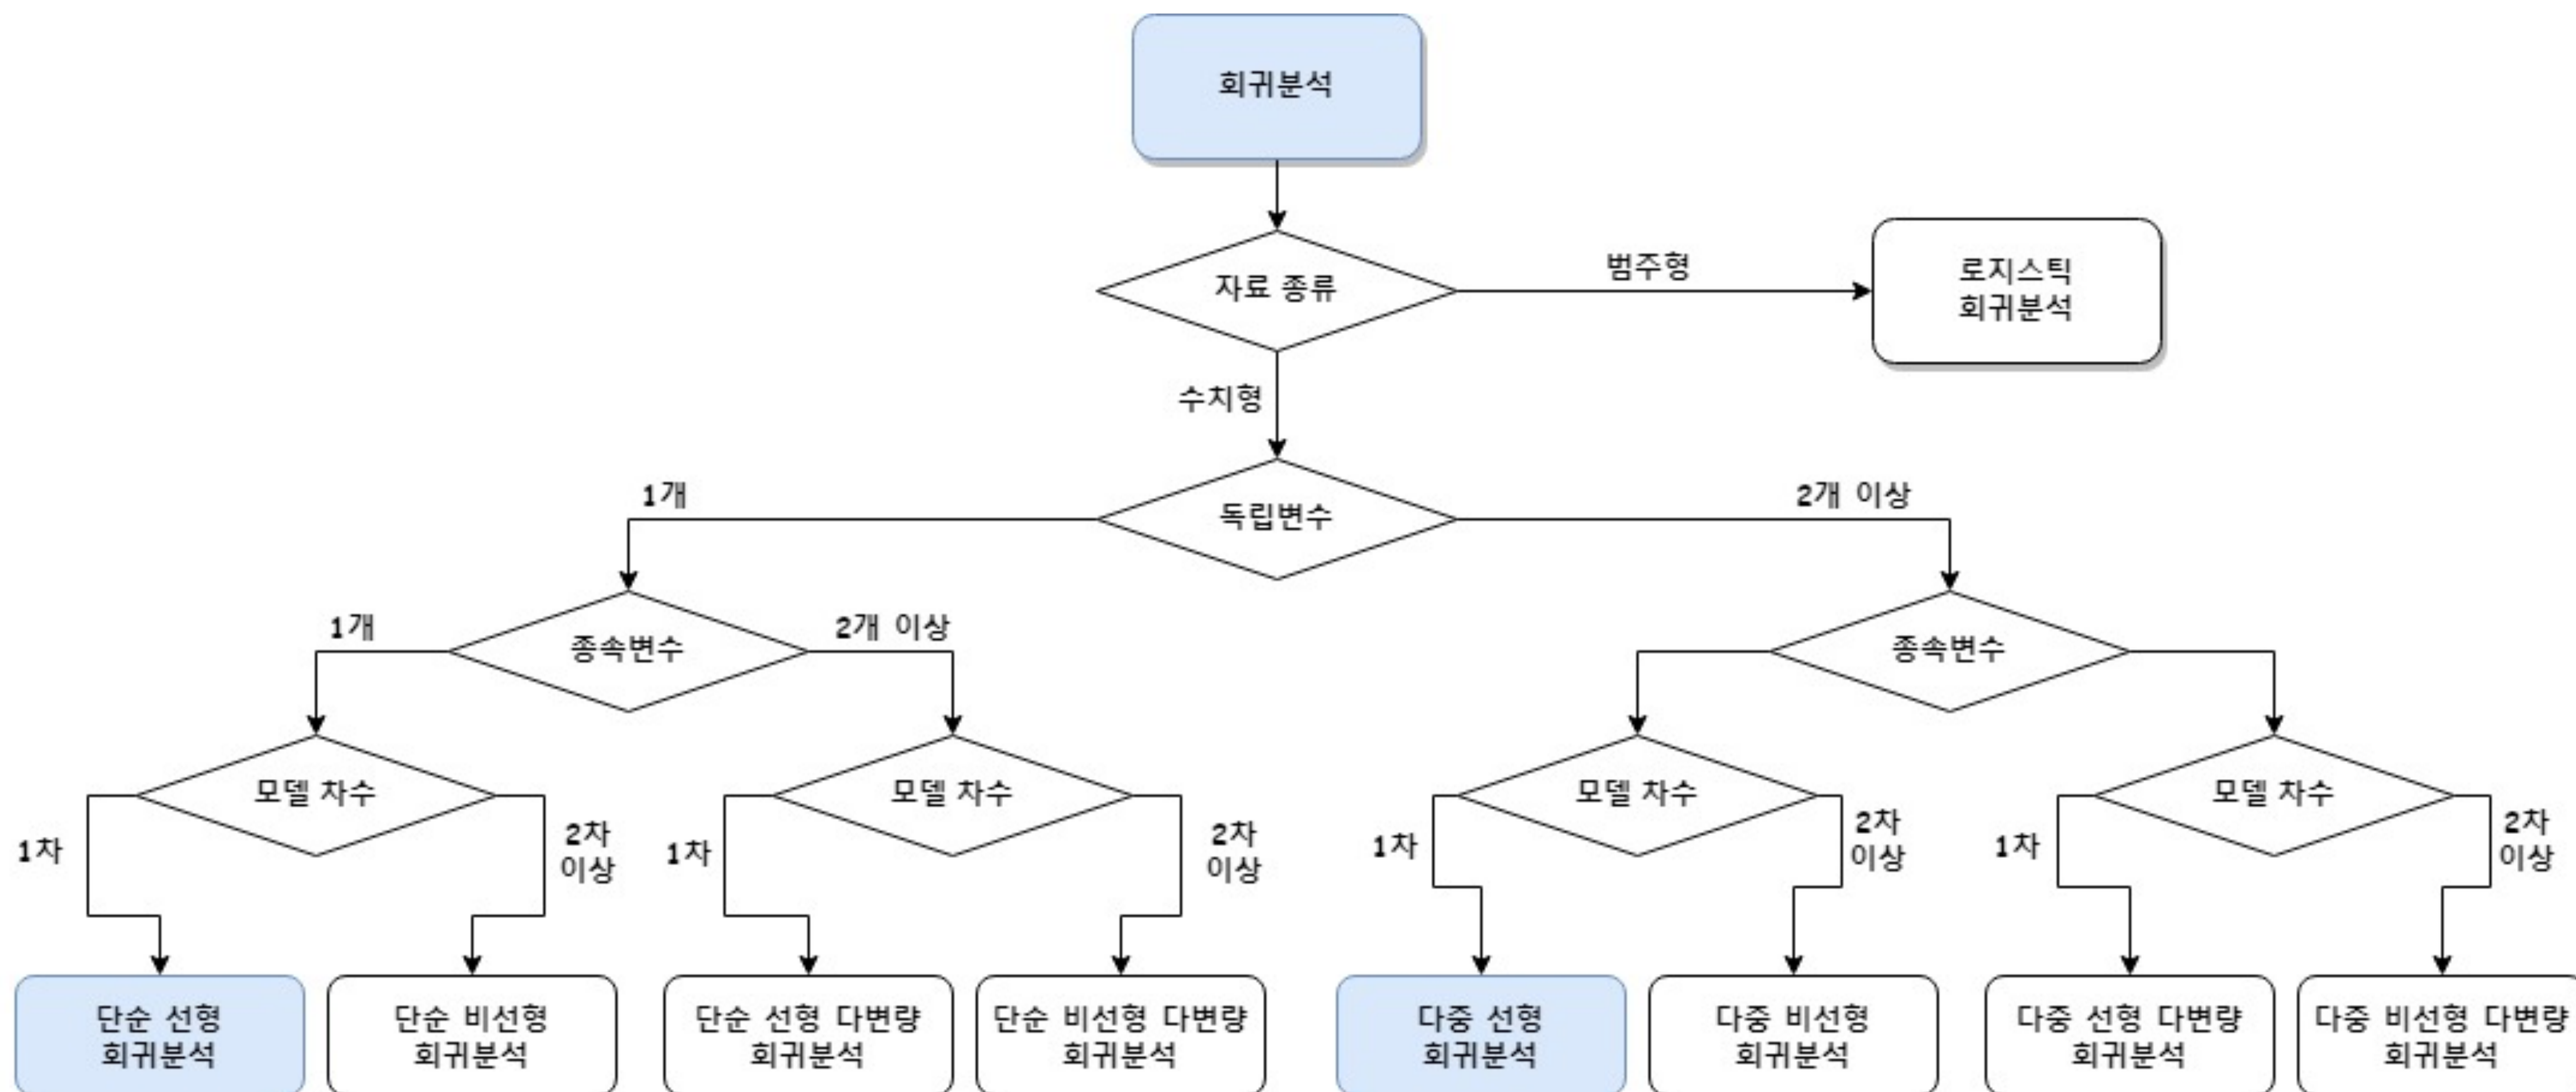 회귀분석
자료 종류
범주형
로지스틱
회귀분석
수치형
독립변수
1개
2개 이상
종속변수
1개
2개 이상
종속변수
모델 차수
1차
2차
이상
모델 차수
1차
2차
이상
모델 차수
1차
2차
이상
모델 차수
1차
2차
이상
단순 선형
회귀분석
단순 비선형
회귀분석
단순 선형 다변량
회귀분석
단순 비선형 다변량
회귀분석
다중 선형
회귀분석
다중 비선형
회귀분석
다중 선형 다변량
회귀분석
다중 비선형 다변량
회귀분석